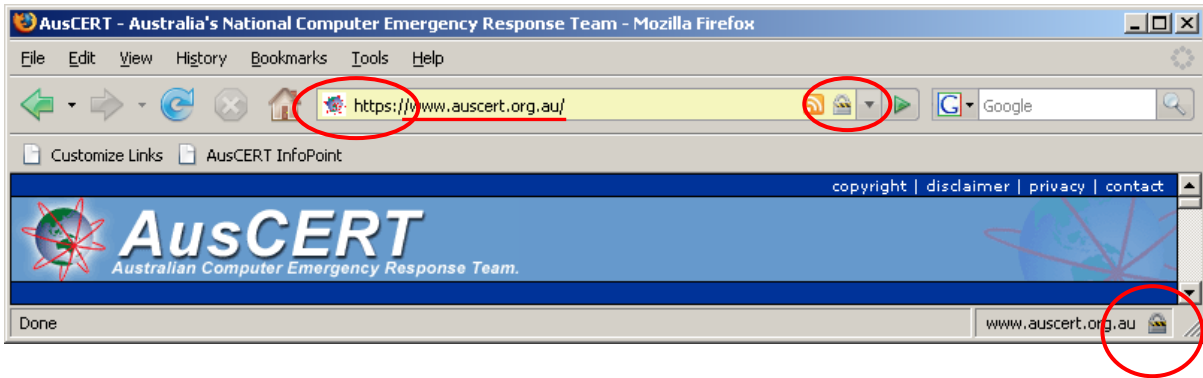 AusCERT - Australia's National Computer Emergency Response Team - Mozilla Firefox
File Edit View History Bookmarks Tools Help
https://www.auscert.org.au/ G Google
Customize Links AusCERT InfoPoint
copyright | disclaimer | privacy | contact
AusCERT
Australian Computer Emergency Response Team.
Done www.auscert.org.au